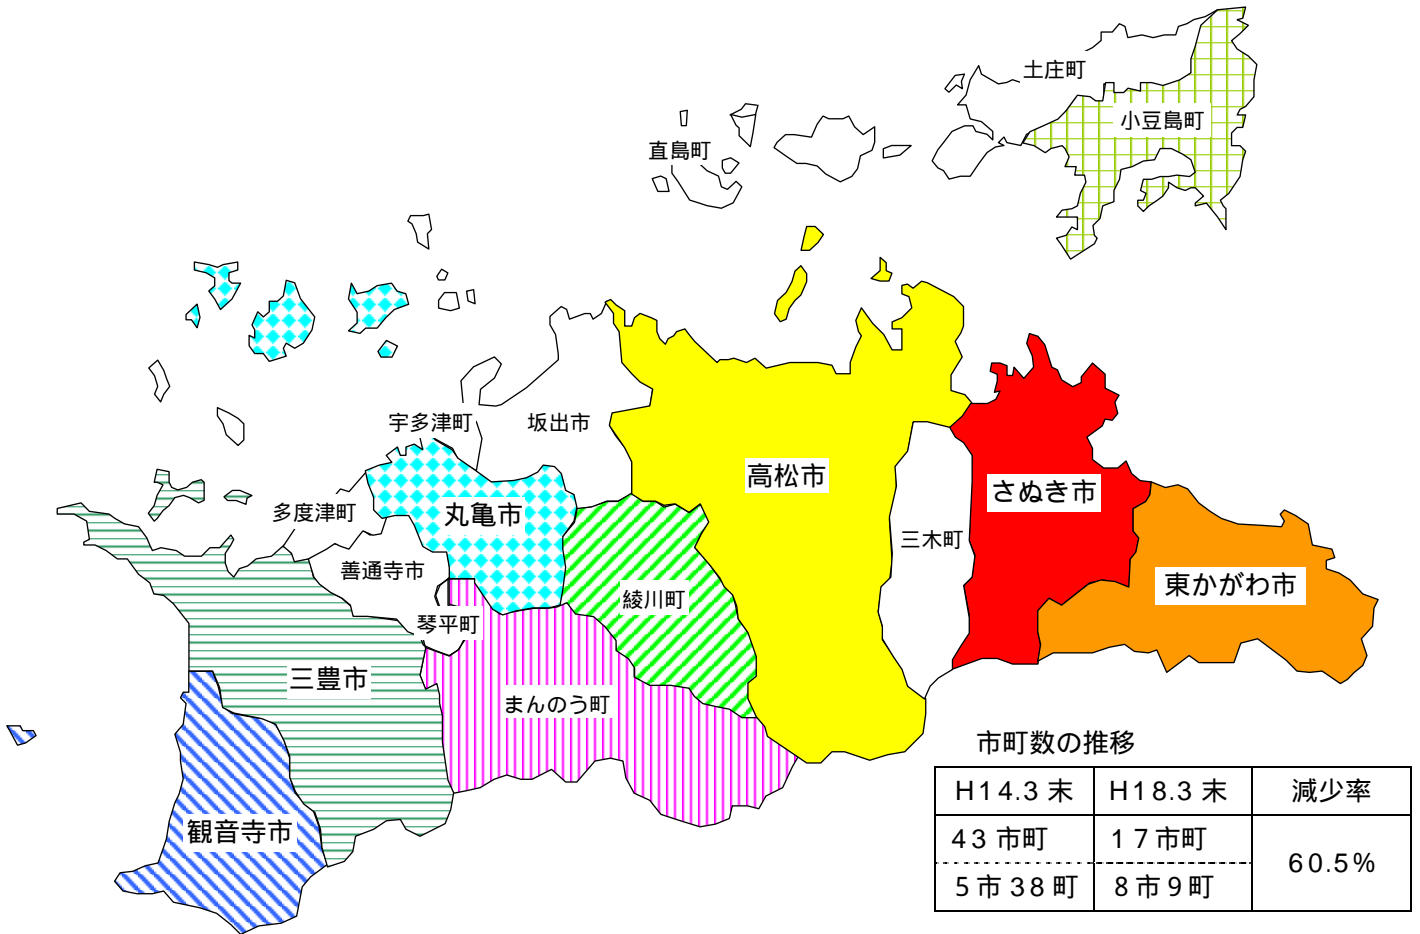 土庄町
小豆島町
直島町
宇多津町
坂出市
高松市
さぬき市
多度津町
丸亀市
三木町
善通寺市
東かがわ市
綾川町
琴平町
三豊市
まんのう町
観音寺市
市町数の推移
H14.3末 H18.3末 減少率
43市町 17市町 60.5%
5市38町 8市9町